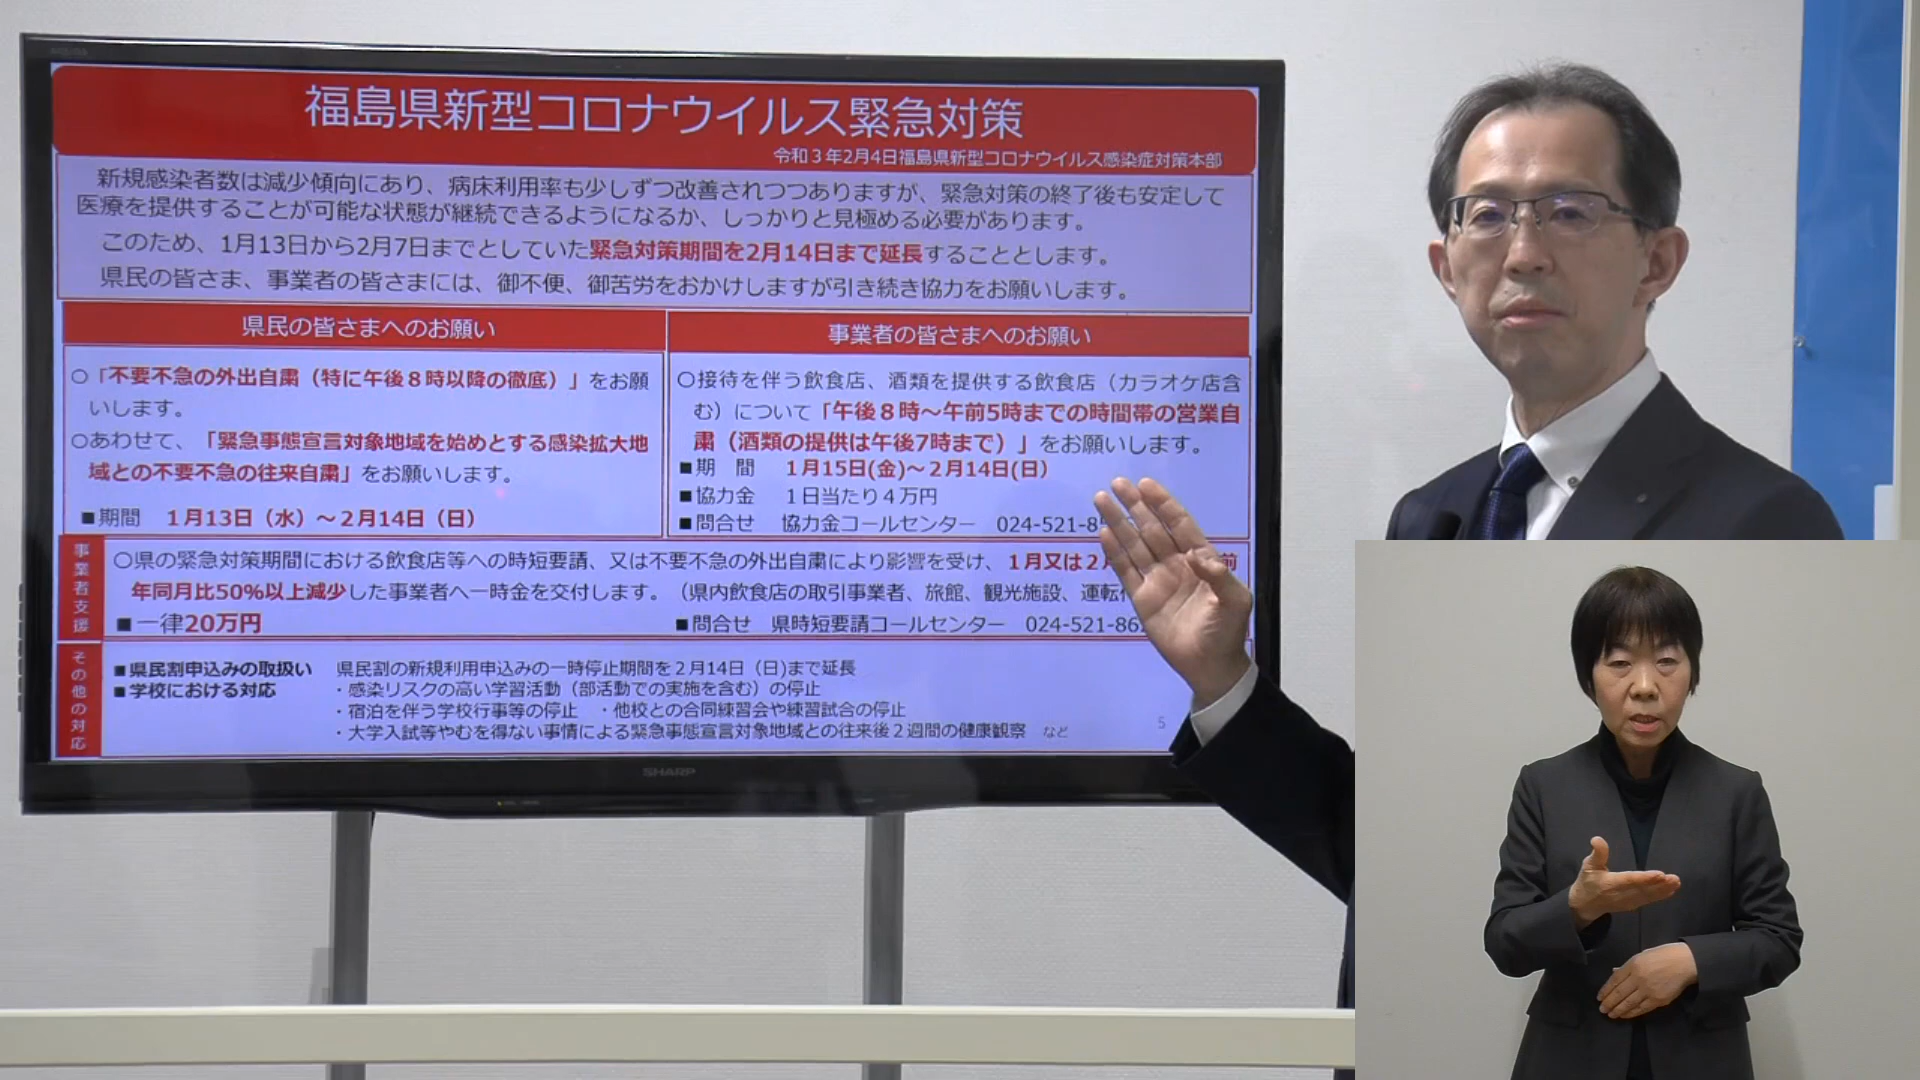 福島県新型コロナウイルス緊急対策
令和3年2月4日福島県新型コロナウイルス感染症対策本部
新規感染者数は減少傾向にあり、病床利用率も少しずつ改善されつつありますが、緊急対策の終了後も安定して
医療を提供することが可能な状態が継続できるようになるか、しっかりと見極める必要があります。
このため、1月13日から2月7日までとしていた緊急対策期間を2月14日まで延長することとします。
県民の皆さま、事業者の皆さまには、御不便、御苦労をおかけしますが引き続き協力をお願いします。
県民の皆さまへのお願い
○「不要不急の外出自粛（特に午後8時以降の徹底）」をお願
いします。
○あわせて、「緊急事態宣言対象地域を始めとする感染拡大地
域との不要不急の往来自粛」をお願いします。
■期間　1月13日（水）～2月14日（日）
事業者の皆さまへのお願い
○接待を伴う飲食店、酒類を提供する飲食店（カラオケ店含
む）について「午後8時～午前5時までの時間帯の営業自
粛（酒類の提供は午後7時まで）」をお願いします。
■期　間　1月15日(金)～2月14日(日)
■協力金　1日当たり4万円
■問合せ　協力金コールセンター　024-521-8
事業者支援
○県の緊急対策期間における飲食店等への時短要請、又は不要不急の外出自粛により影響を受け、1月又は2 前
年同月比50%以上減少した事業者へ一時金を交付します。（県内飲食店の取引事業者、旅館、観光施設、運転
■一律20万円
■問合せ　県時短要請コールセンター　024-521-86
その他の対応
■県民割申込みの取扱い　県民割の新規利用申込みの一時停止期間を2月14日（日)まで延長
■学校における対応　・感染リスクの高い学習活動（部活動での実施を含む）の停止
・宿泊を伴う学校行事等の停止　・他校との合同練習会や練習試合の停止
・大学入試等やむを得ない事情による緊急事態宣言対象地域との往来後2週間の健康観察　など
5
SHARP